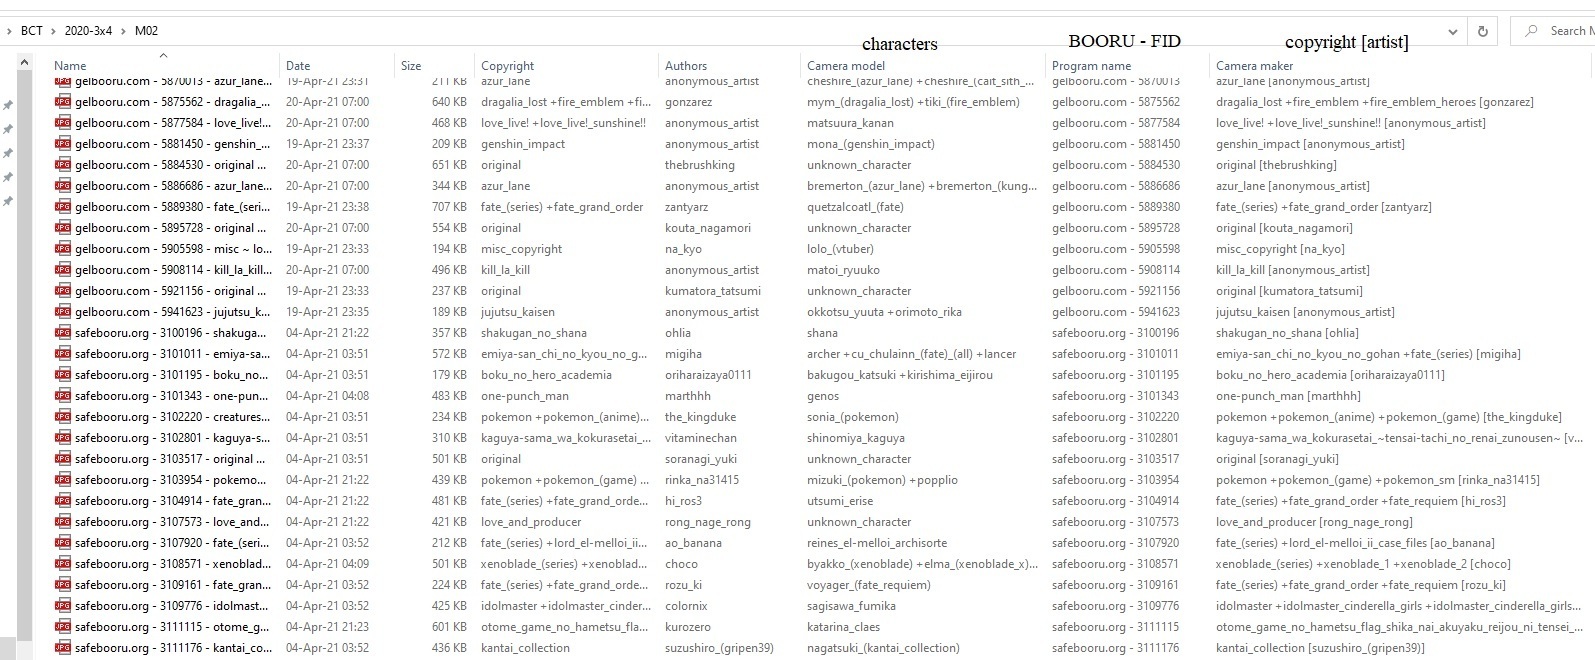 BCT > 2020-3x4 > M02 Search
characters BOORU - FID copyright [artist]
Name Date Size Copyright Authors Camera model Program name Camera maker
gelbooru.com - 5870013 - azur_lane... 19-Apr-21 23:31 211 KB azur_lane anonymous_artist cheshire_(azur_lane) +cheshire_(cait_sith_... gelbooru.com - 5870013 azur_lane [anonymous_artist]
gelbooru.com - 5875562 - dragalia_... 20-Apr-21 07:00 640 KB dragalia_lost +fire_emblem +fi... gonzarez mym_(dragalia_lost) +tiki_(fire_emblem) gelbooru.com - 5875562 dragalia_lost +fire_emblem +fire_emblem_heroes [gonzarez]
gelbooru.com - 5877584 - love_live!... 20-Apr-21 07:00 468 KB love_live! +love_live!_sunshine!! anonymous_artist matsuura_kanan gelbooru.com - 5877584 love_live! +love_live!_sunshine!! [anonymous_artist]
gelbooru.com - 5881450 - genshin_... 19-Apr-21 23:37 209 KB genshin_impact anonymous_artist mona_(genshin_impact) gelbooru.com - 5881450 genshin_impact [anonymous_artist]
gelbooru.com - 5884530 - original ... 20-Apr-21 07:00 651 KB original thebrushking unknown_character gelbooru.com - 5884530 original [thebrushking]
gelbooru.com - 5886686 - azur_lane... 20-Apr-21 07:00 344 KB azur_lane anonymous_artist bremerton_(azur_lane) +bremerton_(kung... gelbooru.com - 5886686 azur_lane [anonymous_artist]
gelbooru.com - 5889380 - fate_(seri... 19-Apr-21 23:38 707 KB fate_(series) +fate_grand_order zantyarz quetzalcoatl_(fate) gelbooru.com - 5889380 fate_(series) +fate_grand_order [zantyarz]
gelbooru.com - 5895728 - original ... 20-Apr-21 07:00 554 KB original kouta_nagamori unknown_character gelbooru.com - 5895728 original [kouta_nagamori]
gelbooru.com - 5905598 - misc ~ lo... 19-Apr-21 23:33 194 KB misc_copyright na_kyo lolo_(vtuber) gelbooru.com - 5905598 misc_copyright [na_kyo]
gelbooru.com - 5908114 - kill_la_kill... 20-Apr-21 07:00 496 KB kill_la_kill anonymous_artist matoi_ryuuko gelbooru.com - 5908114 kill_la_kill [anonymous_artist]
gelbooru.com - 5921156 - original ... 19-Apr-21 23:33 237 KB original kumatora_tatsumi unknown_character gelbooru.com - 5921156 original [kumatora_tatsumi]
gelbooru.com - 5941623 - jujutsu_k... 19-Apr-21 23:35 189 KB jujutsu_kaisen anonymous_artist okkotsu_yuuta +orimoto_rika gelbooru.com - 5941623 jujutsu_kaisen [anonymous_artist]
safebooru.org - 3100196 - shakuga... 04-Apr-21 21:22 357 KB shakugan_no_shana ohlia shana safebooru.org - 3100196 shakugan_no_shana [ohlia]
safebooru.org - 3101011 - emiya-sa... 04-Apr-21 03:51 572 KB emiya-san_chi_no_kyou_no_g... migiha archer +cu_chulainn_(fate)_(all) +lancer safebooru.org - 3101011 emiya-san_chi_no_kyou_no_gohan +fate_(series) [migiha]
safebooru.org - 3101195 - boku_no... 04-Apr-21 03:51 179 KB boku_no_hero_academia oriharaizaya0111 bakugou_katsuki +kirishima_eijirou safebooru.org - 3101195 boku_no_hero_academia [oriharaizaya0111]
safebooru.org - 3101343 - one-pun... 04-Apr-21 04:08 483 KB one-punch_man marthhh genos safebooru.org - 3101343 one-punch_man [marthhh]
safebooru.org - 3102220 - creatures... 04-Apr-21 03:51 234 KB pokemon +pokemon_(anime)... the_kingduke sonia_(pokemon) safebooru.org - 3102220 pokemon +pokemon_(anime) +pokemon_(game) [the_kingduke]
safebooru.org - 3102801 - kaguya-s... 04-Apr-21 03:51 310 KB kaguya-sama_wa_kokurasetai_... vitaminechan shinomiya_kaguya safebooru.org - 3102801 kaguya-sama_wa_kokurasetai_~tensai-tachi_no_renai_zunousen~ [v...
safebooru.org - 3103517 - original ... 04-Apr-21 03:51 501 KB original soranagi_yuki unknown_character safebooru.org - 3103517 original [soranagi_yuki]
safebooru.org - 3103954 - pokemo... 04-Apr-21 21:22 439 KB pokemon +pokemon_(game) ... rinka_na31415 mizuki_(pokemon) +popplio safebooru.org - 3103954 pokemon +pokemon_(game) +pokemon_sm [rinka_na31415]
safebooru.org - 3104914 - fate_gran... 04-Apr-21 21:22 481 KB fate_(series) +fate_grand_orde... hi_ros3 utsumi_erise safebooru.org - 3104914 fate_(series) +fate_grand_order +fate_requiem [hi_ros3]
safebooru.org - 3107573 - love_and... 04-Apr-21 21:22 421 KB love_and_producer rong_nage_rong unknown_character safebooru.org - 3107573 love_and_producer [rong_nage_rong]
safebooru.org - 3107920 - fate_(seri... 04-Apr-21 03:52 212 KB fate_(series) +lord_el-melloi_ii... ao_banana reines_el-melloi_archisorte safebooru.org - 3107920 fate_(series) +lord_el-melloi_ii_case_files [ao_banana]
safebooru.org - 3108571 - xenoblad... 04-Apr-21 04:09 501 KB xenoblade_(series) +xenoblad... choco byakko_(xenoblade) +elma_(xenoblade_x)... safebooru.org - 3108571 xenoblade_(series) +xenoblade_1 +xenoblade_2 [choco]
safebooru.org - 3109161 - fate_gran... 04-Apr-21 03:52 224 KB fate_(series) +fate_grand_orde... rozu_ki voyager_(fate_requiem) safebooru.org - 3109161 fate_(series) +fate_grand_order +fate_requiem [rozu_ki]
safebooru.org - 3109776 - idolmast... 04-Apr-21 03:52 425 KB idolmaster +idolmaster_cinder... colornix sagisawa_fumika safebooru.org - 3109776 idolmaster +idolmaster_cinderella_girls +idolmaster_cinderella_girls...
safebooru.org - 3111115 - otome_g... 04-Apr-21 21:23 601 KB otome_game_no_hametsu_fla... kurozero katarina_claes safebooru.org - 3111115 otome_game_no_hametsu_flag_shika_nai_akuyaku_reijou_ni_tensei_...
safebooru.org - 3111176 - kantai_co... 04-Apr-21 03:52 436 KB kantai_collection suzushiro_(gripen39) nagatsuki_(kantai_collection) safebooru.org - 3111176 kantai_collection [suzushiro_(gripen39)]